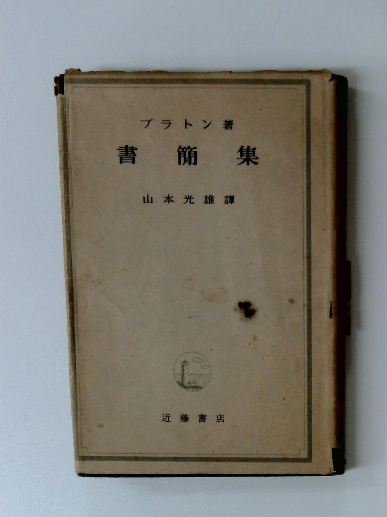 プラトン著
書簡集
山本光雄譯
近藤書店